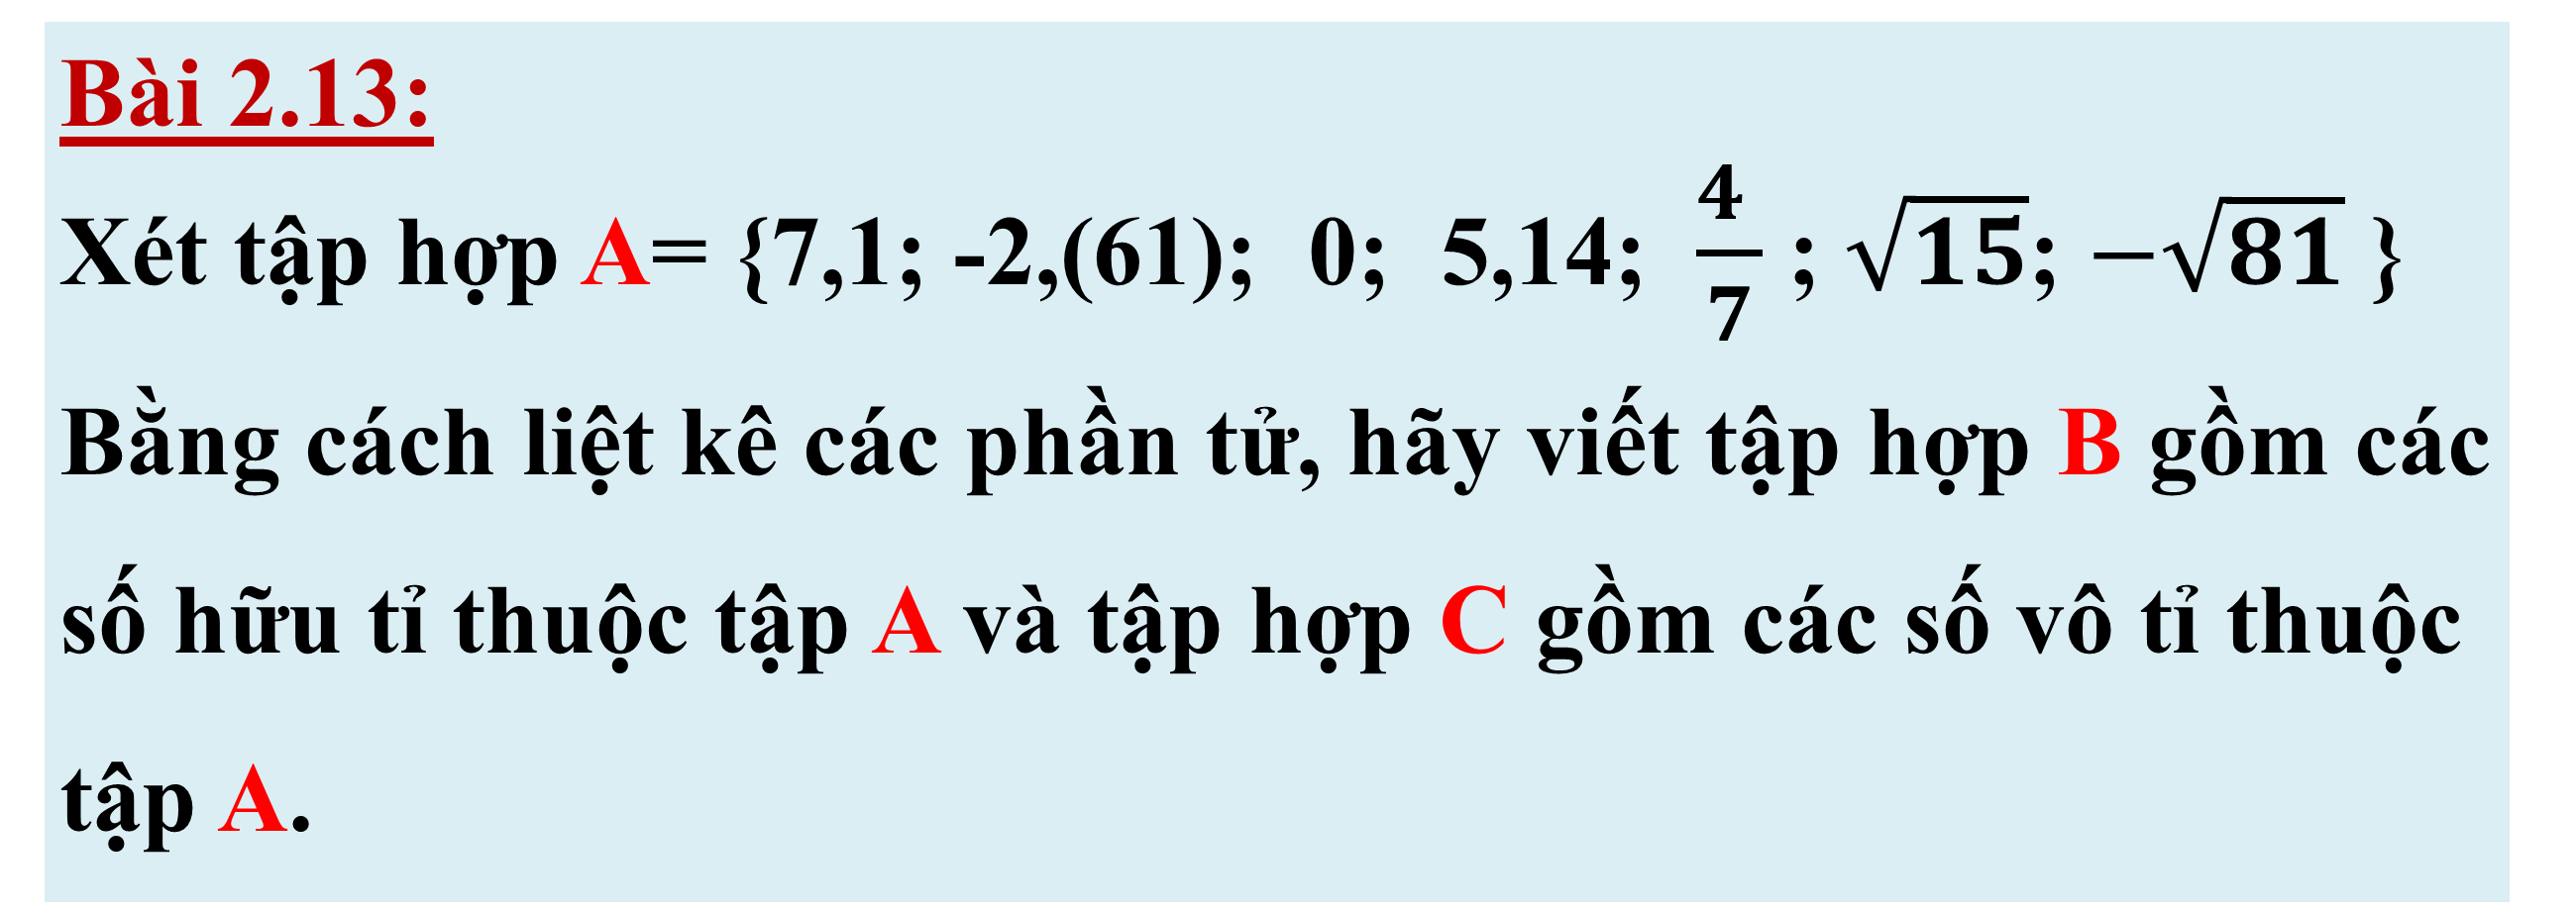 Bài 2.13:
Xét tập hợp A= {7,1; -2,(61); 0; 5,14; 4/7 ; √15; −√81 }
Bằng cách liệt kê các phần tử, hãy viết tập hợp B gồm các
số hữu tỉ thuộc tập A và tập hợp C gồm các số vô tỉ thuộc
tập A.